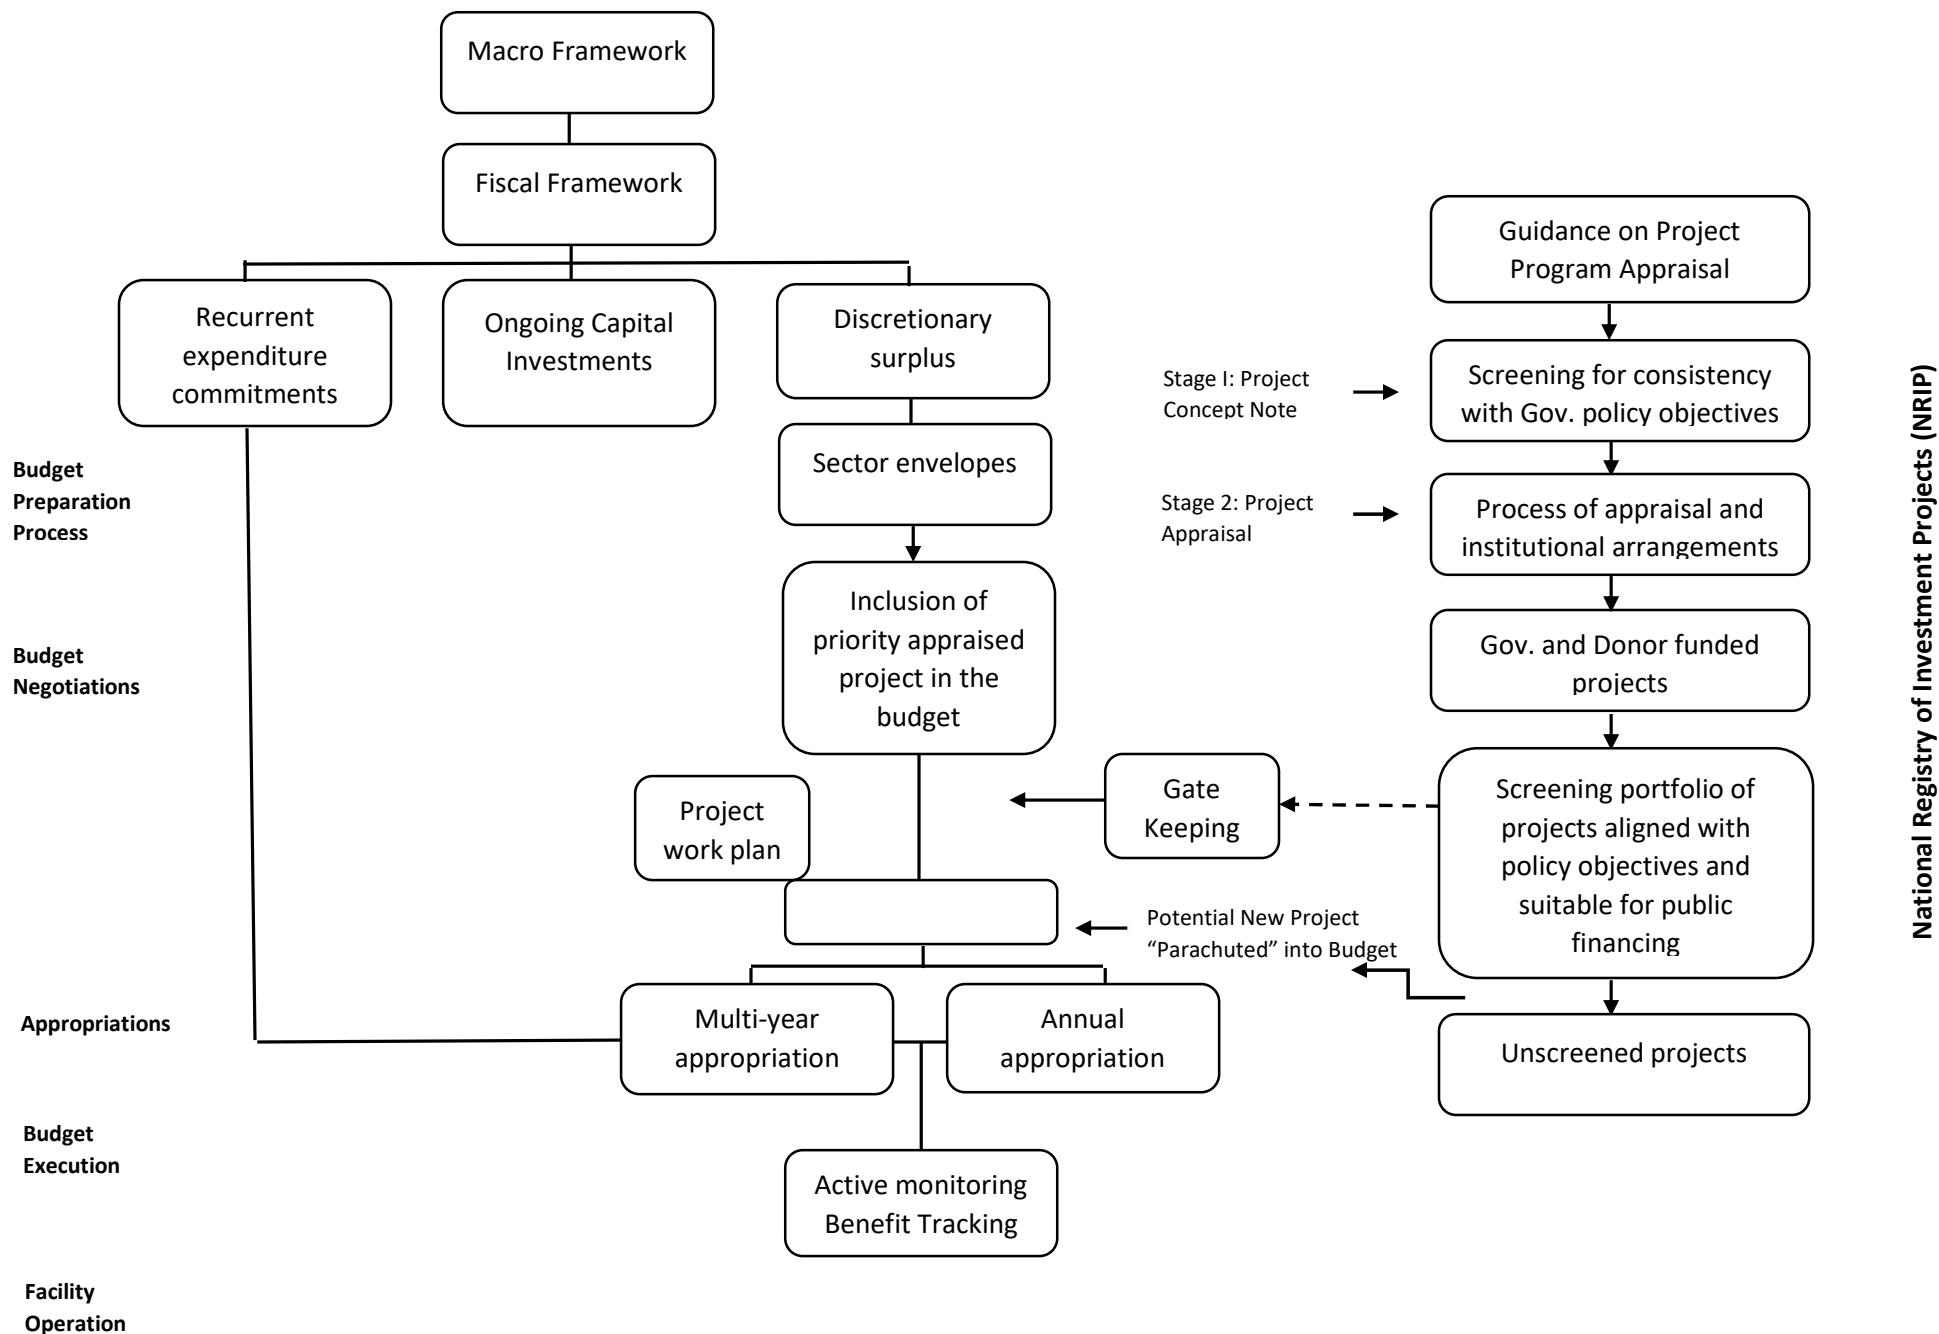 Macro Framework
Fiscal Framework
Recurrent
expenditure
commitments
Ongoing Capital
Investments
Discretionary
surplus
Sector envelopes
Inclusion of
priority appraised
project in the
budget
Project
work plan
Gate
Keeping
Potential New Project
“Parachuted” into Budget
Multi-year
appropriation
Annual
appropriation
Active monitoring
Benefit Tracking
Guidance on Project
Program Appraisal
Stage I: Project
Concept Note
Screening for consistency
with Gov. policy objectives
Stage 2: Project
Appraisal
Process of appraisal and
institutional arrangements
Gov. and Donor funded
projects
Screening portfolio of
projects aligned with
policy objectives and
suitable for public
financing
Unscreened projects
Budget
Preparation
Process
Budget
Negotiations
Appropriations
Budget
Execution
Facility
Operation
National Registry of Investment Projects (NRIP)